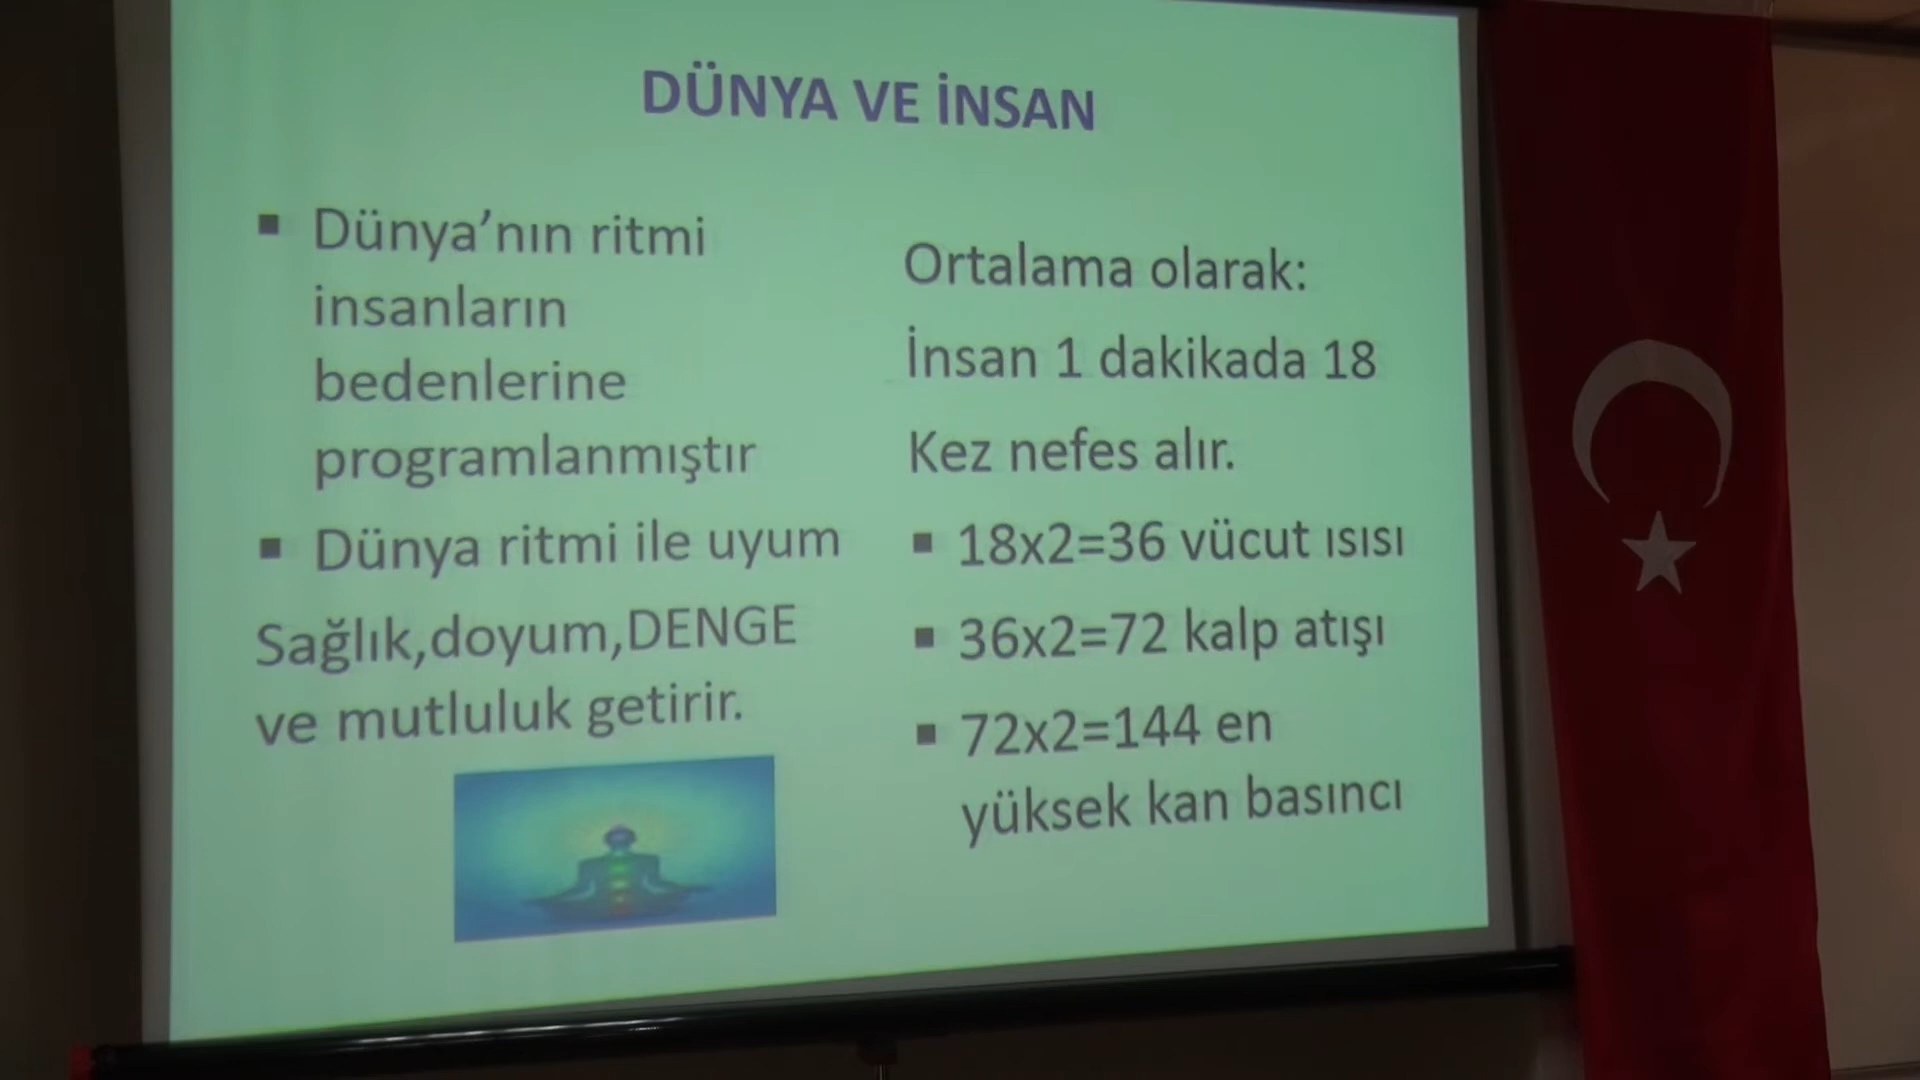 DÜNYA VE İNSAN
▪ Dünya’nın ritmi
insanların
bedenlerine
programlanmıştır
▪ Dünya ritmi ile uyum
Sağlık,doyum,DENGE
ve mutluluk getirir.
Ortalama olarak:
İnsan 1 dakikada 18
Kez nefes alır.
▪ 18x2=36 vücut ısısı
▪ 36x2=72 kalp atışı
▪ 72x2=144 en
yüksek kan basıncı